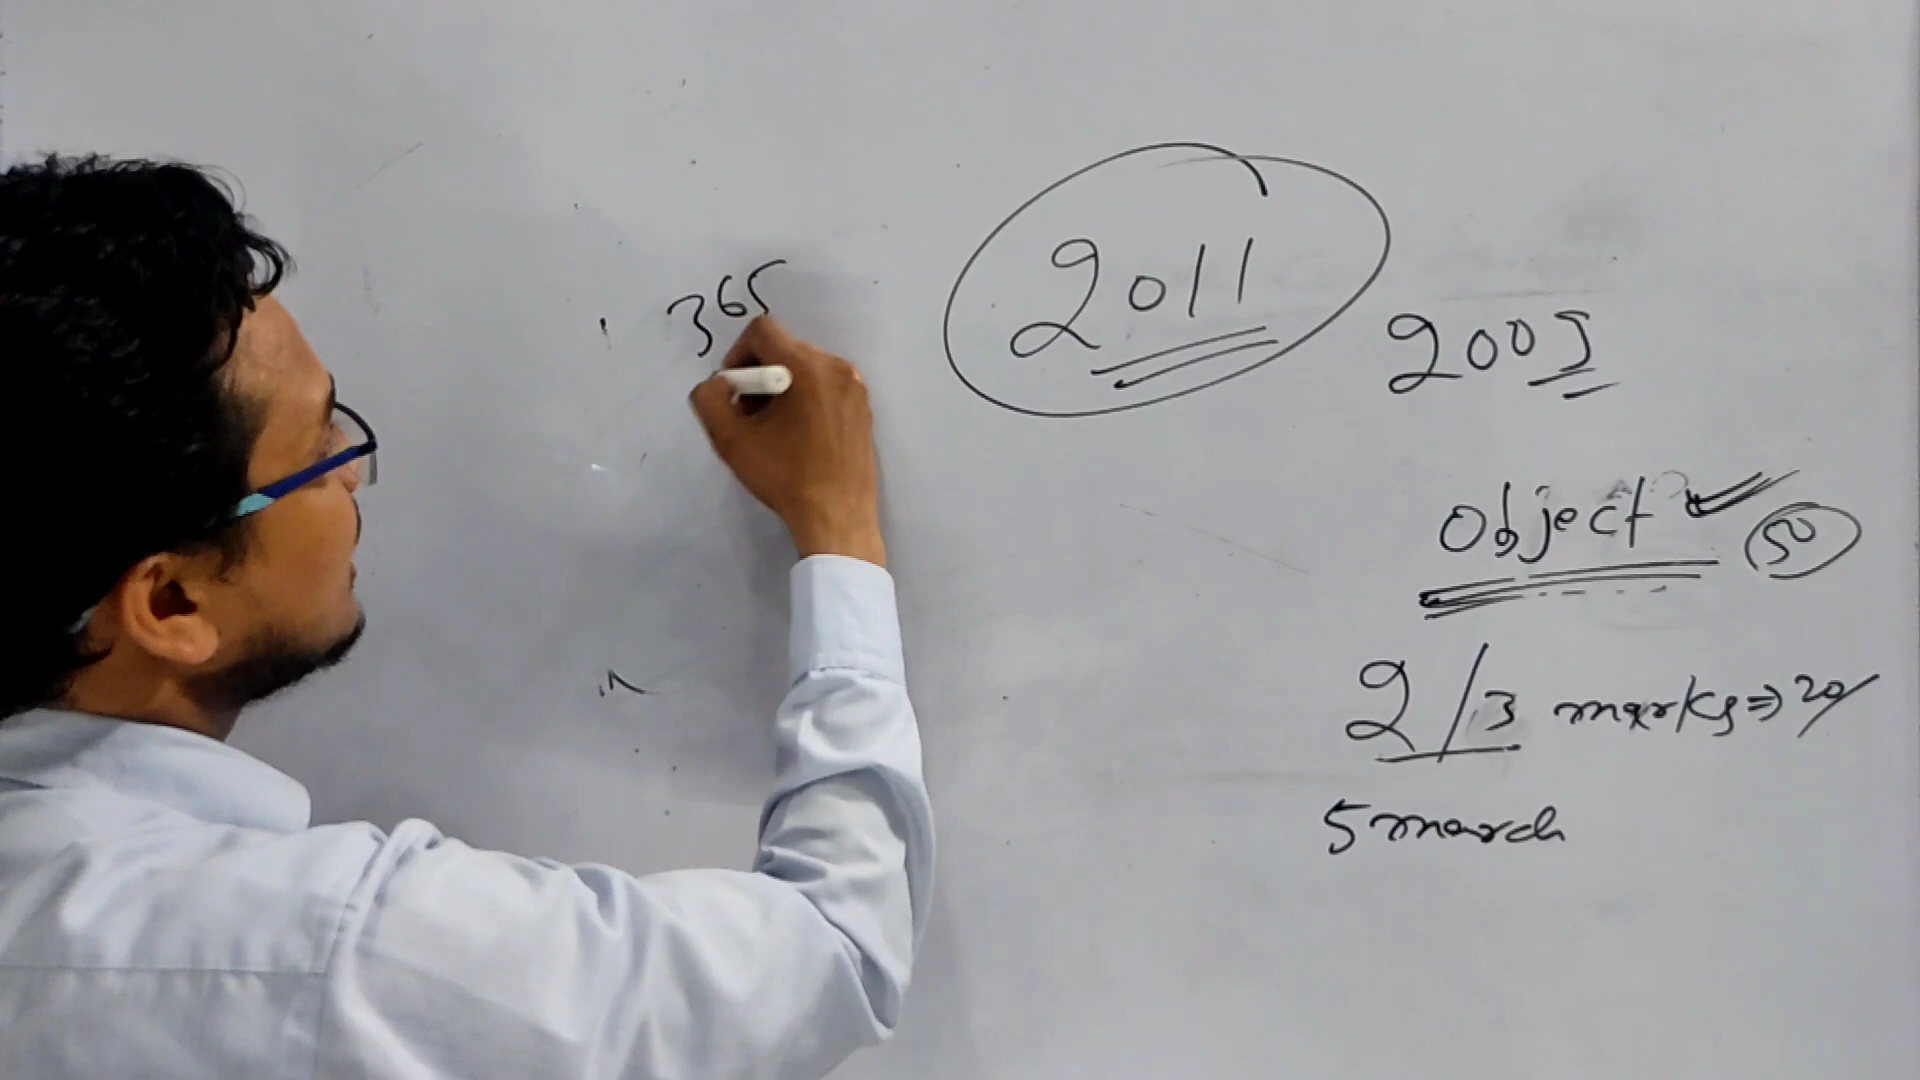 365
2011
2005
Object ✓ 50
2/3 marks ⇒ 20/
5 march